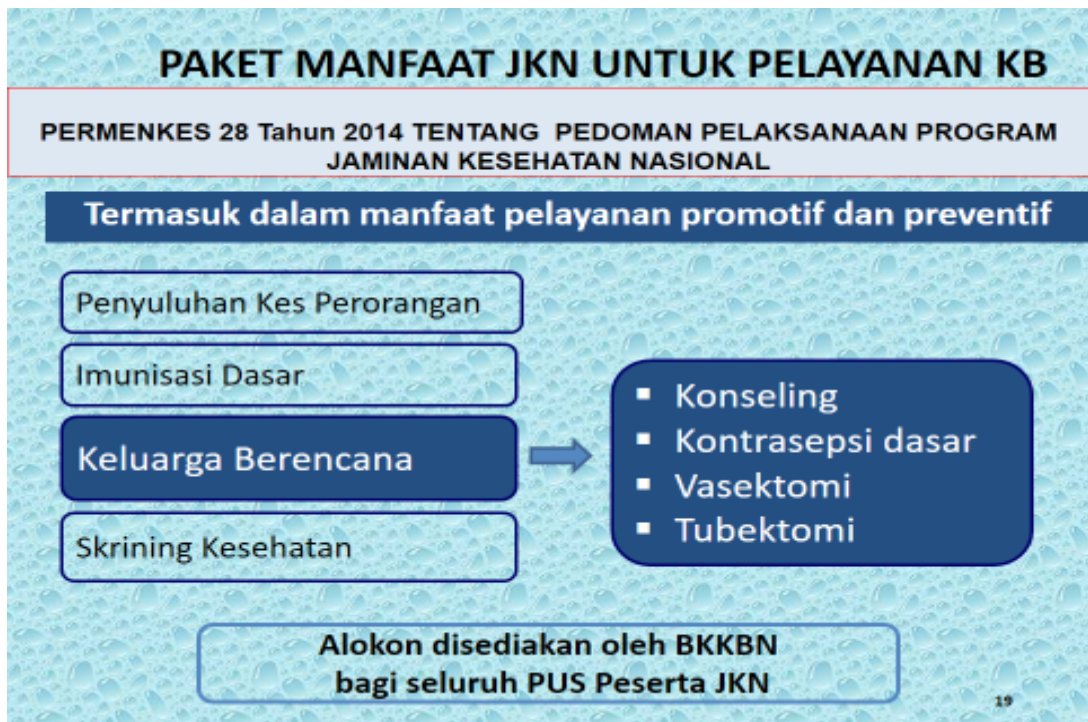 PAKET MANFAAT JKN UNTUK PELAYANAN KB
PERMENKES 28 Tahun 2014 TENTANG PEDOMAN PELAKSANAAN PROGRAM
JAMINAN KESEHATAN NASIONAL
Termasuk dalam manfaat pelayanan promotif dan preventif
Penyuluhan Kes Perorangan
Imunisasi Dasar
Keluarga Berencana
Skrining Kesehatan
▪ Konseling
▪ Kontrasepsi dasar
▪ Vasektomi
▪ Tubektomi
Alokon disediakan oleh BKKBN
bagi seluruh PUS Peserta JKN
19